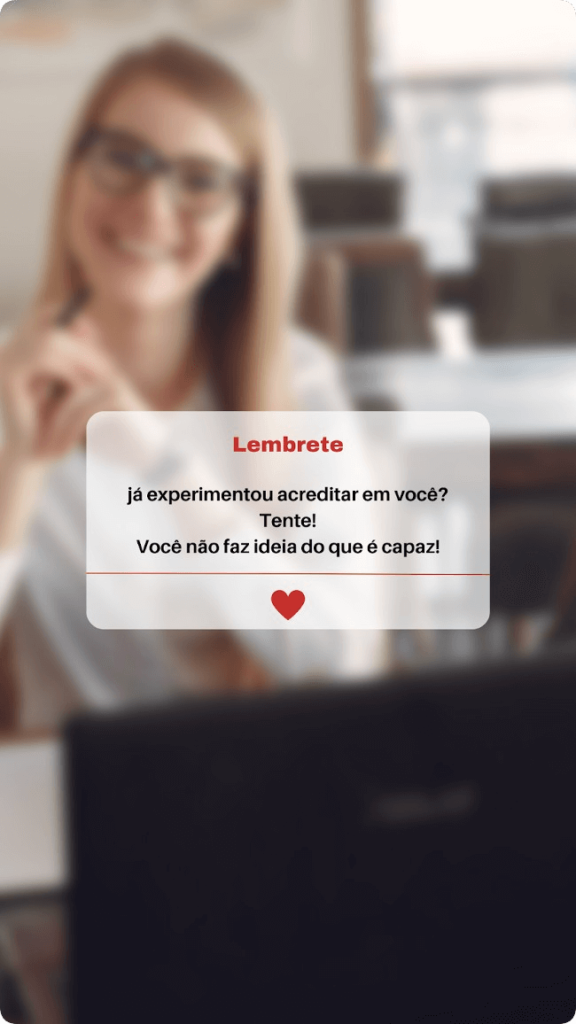 Lembrete
já experimentou acreditar em você?
Tente!
Você não faz ideia do que é capaz!